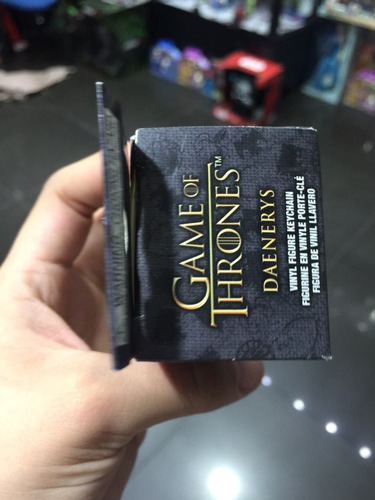 GAME OF
THRONES™
DAENERYS
VINYL FIGURE KEYCHAIN
FIGURINE EN VINYLE PORTE-CLÉ
FIGURA DE VINIL LLAVERO